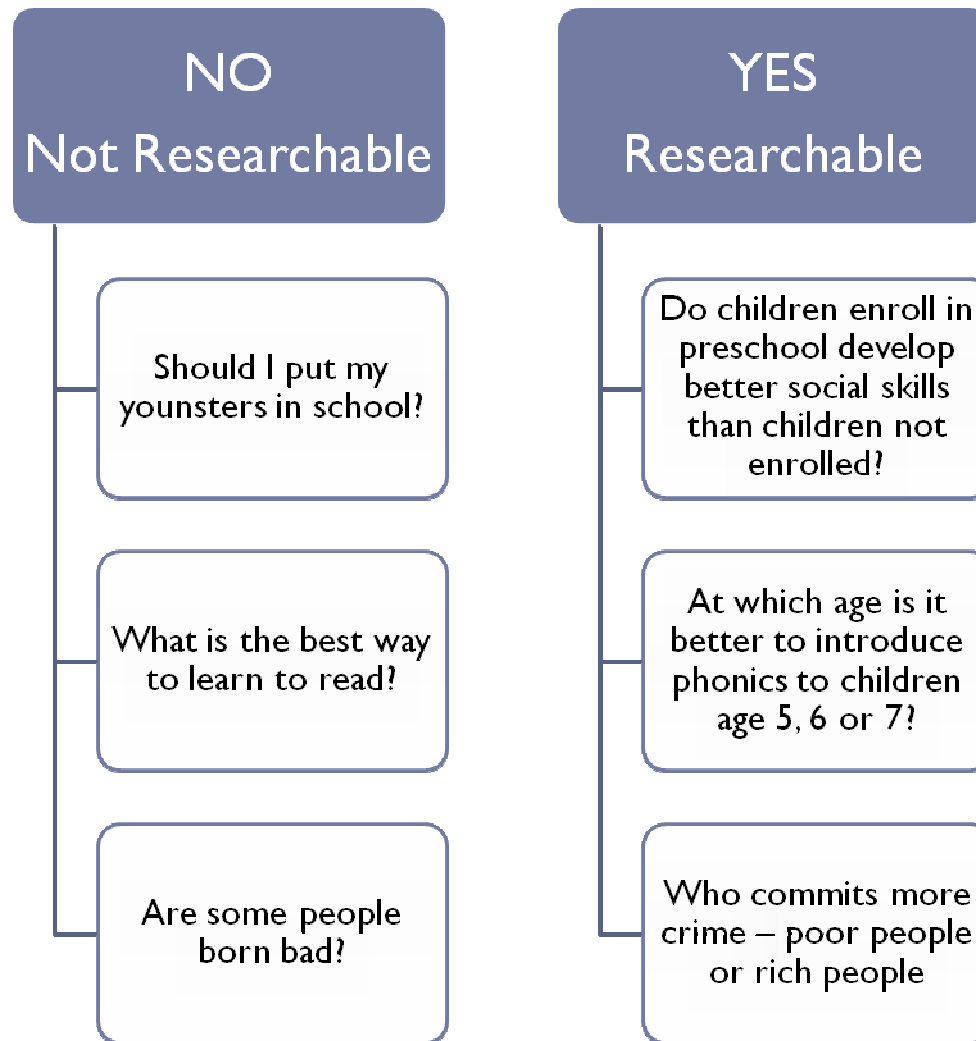 NO
Not Researchable
Should I put my
younsters in school?
What is the best way
to learn to read?
Are some people
born bad?
YES
Researchable
Do children enroll in
preschool develop
better social skills
than children not
enrolled?
At which age is it
better to introduce
phonics to children
age 5, 6 or 7?
Who commits more
crime – poor people
or rich people